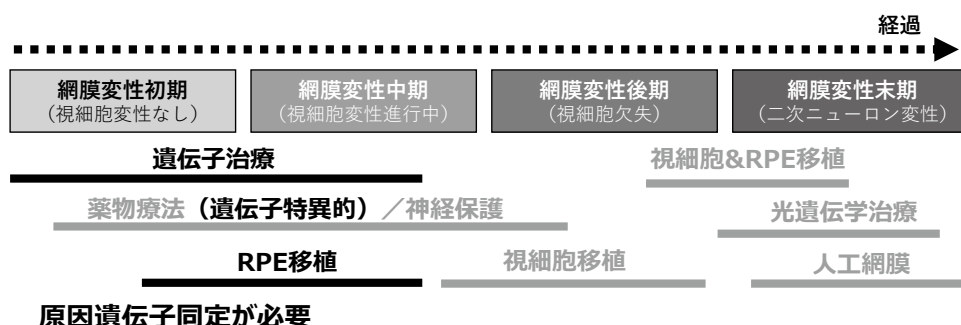 経過
網膜変性初期 網膜変性中期 網膜変性後期 網膜変性末期
（視細胞変性なし） （視細胞変性進行中） （視細胞欠失） （二次ニューロン変性）
遺伝子治療 視細胞&RPE移植
薬物療法（遺伝子特異的）／神経保護 光遺伝学治療
RPE移植 視細胞移植 人工網膜
原因遺伝子同定が必要